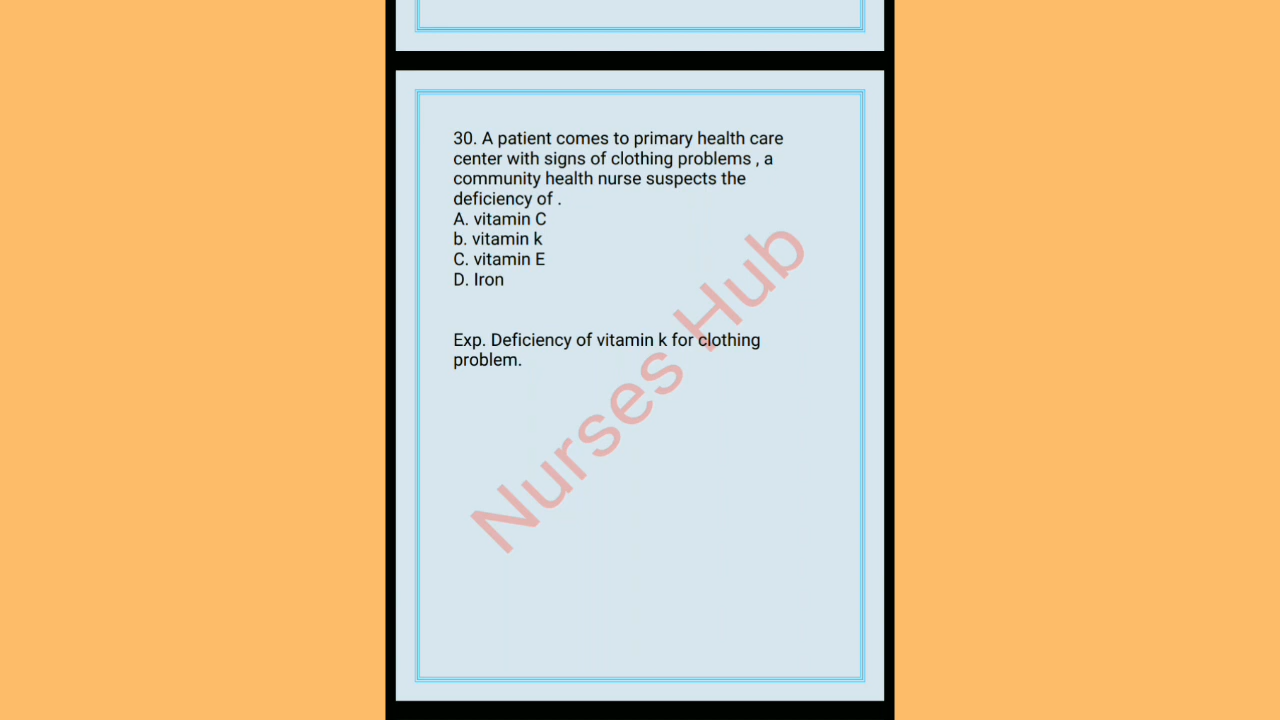 30. A patient comes to primary health care
center with signs of clothing problems , a
community health nurse suspects the
deficiency of .
A. vitamin C
b. vitamin k
C. vitamin E
D. Iron
Exp. Deficiency of vitamin k for clothing
problem.
Nurses Hub